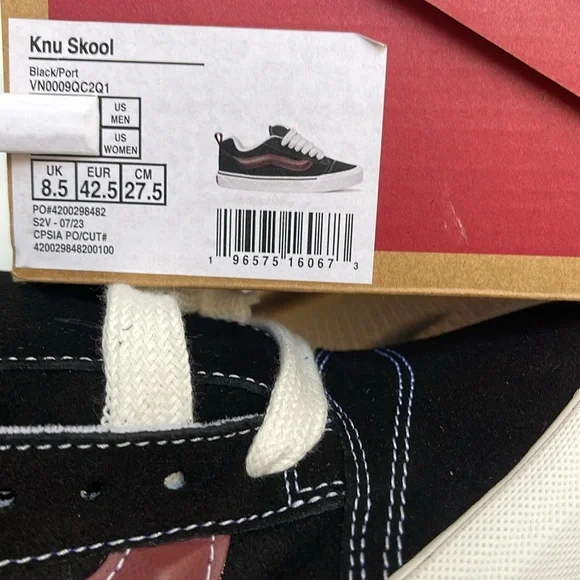 Knu Skool
Black/Port
VN0009QC2Q1
US MEN
US WOMEN
UK 8.5 EUR 42.5 CM 27.5
PO#4200298482
S2V - 07/23
CPSIA PO/CUT#
420029848200100
1 96575 16067 3